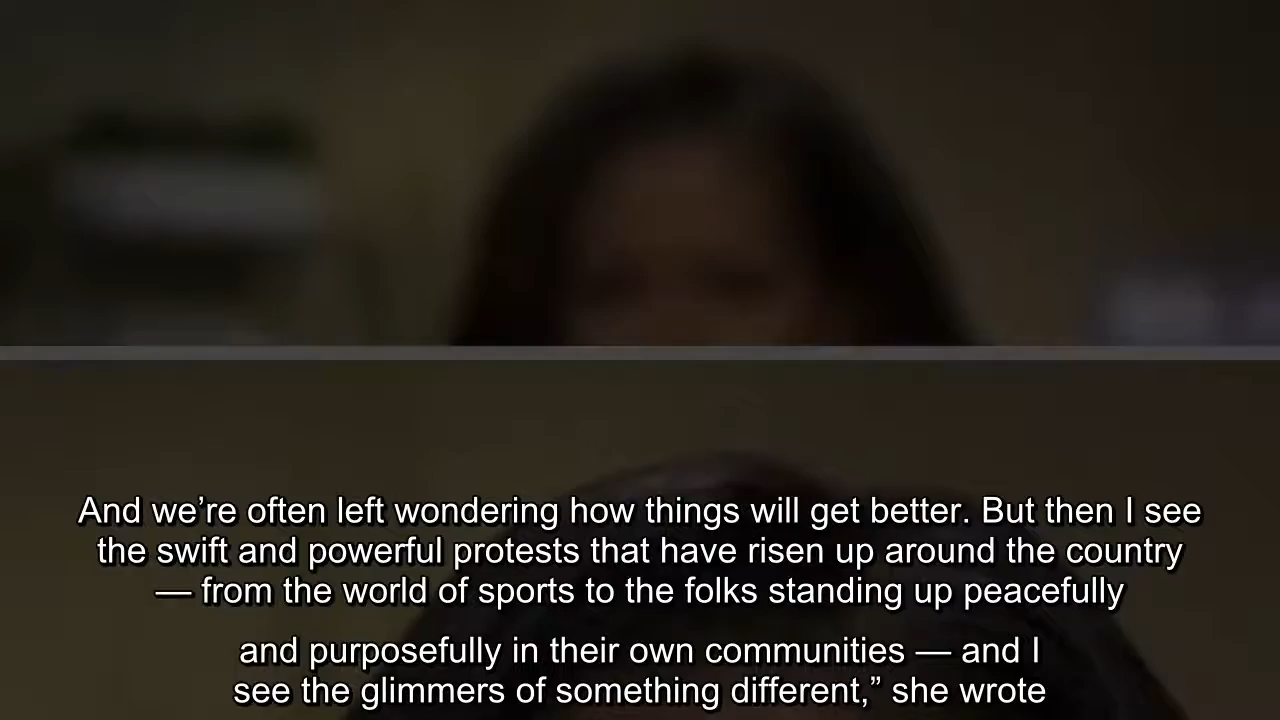 And we’re often left wondering how things will get better. But then I see
the swift and powerful protests that have risen up around the country
— from the world of sports to the folks standing up peacefully
and purposefully in their own communities — and I
see the glimmers of something different,” she wrote